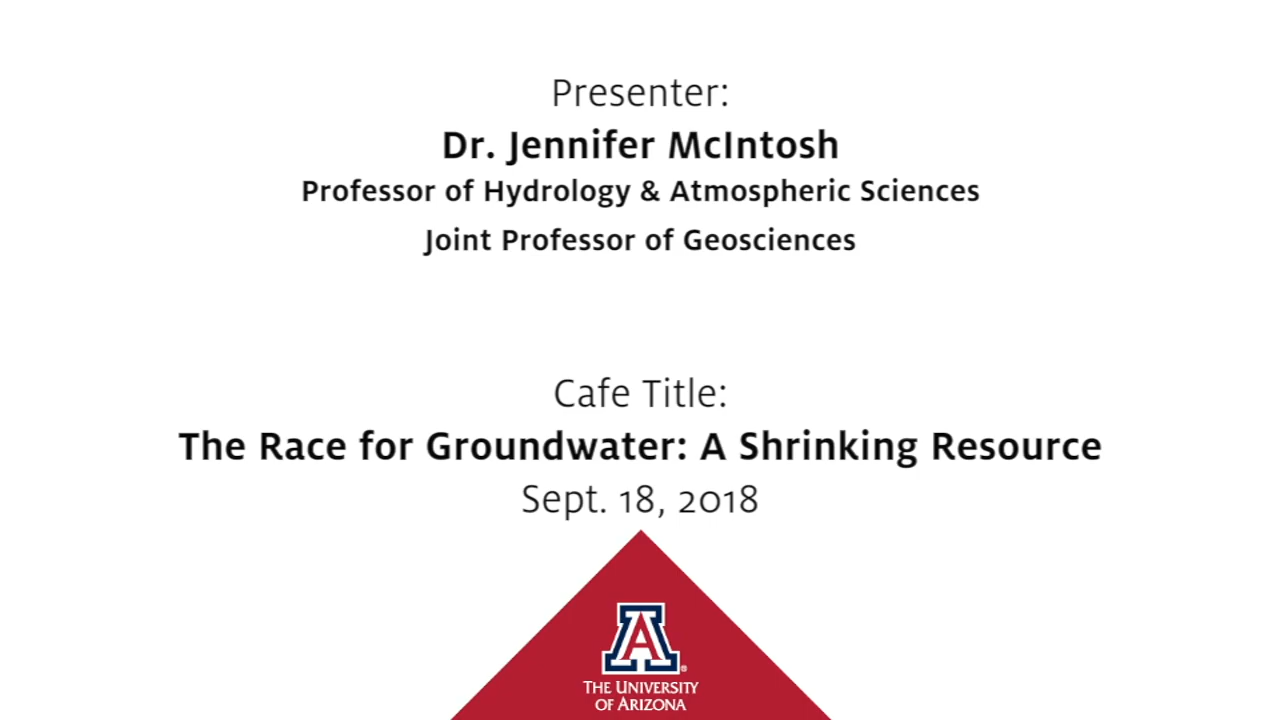 Presenter:
Dr. Jennifer McIntosh
Professor of Hydrology & Atmospheric Sciences
Joint Professor of Geosciences
Cafe Title:
The Race for Groundwater: A Shrinking Resource
Sept. 18, 2018
A®
THE UNIVERSITY
OF ARIZONA